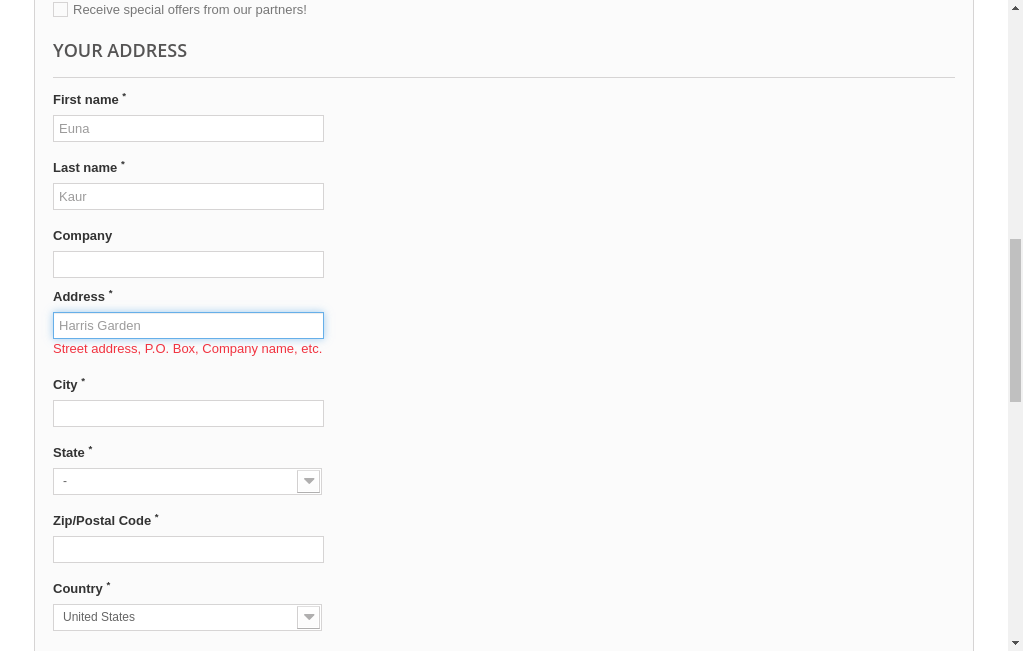 Receive special offers from our partners!
YOUR ADDRESS
First name *
Euna
Last name *
Kaur
Company
Address *
Harris Garden
Street address, P.O. Box, Company name, etc.
City *
State *
-
Zip/Postal Code *
Country *
United States